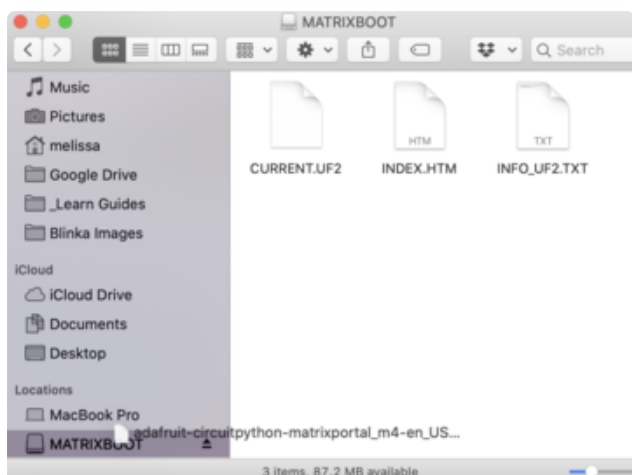 MATRIXBOOT
Search
Music
Pictures
melissa
Google Drive
_Learn Guides
Blinka Images
iCloud
iCloud Drive
Documents
Desktop
Locations
MacBook Pro
MATRIXBOOT
adafruit-circuitpython-matrixportal_m4-en_US...
HTM
TXT
CURRENT.UF2
INDEX.HTM
INFO_UF2.TXT
3 items, 87.2 MB available